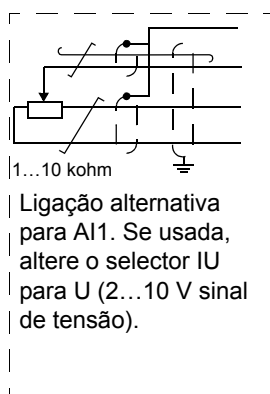 1…10 kohm
Ligação alternativa
para AI1. Se usada,
altere o selector IU
para U (2…10 V sinal
de tensão).